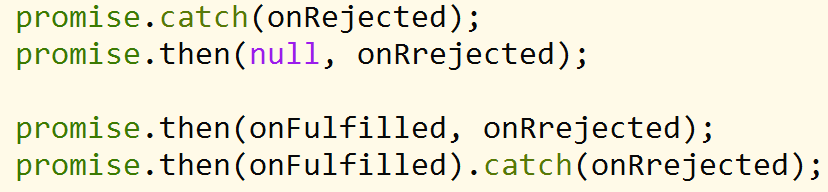 promise.catch(onRejected);
promise.then(null, onRrejected);
promise.then(onFulfilled, onRrejected);
promise.then(onFulfilled).catch(onRrejected);